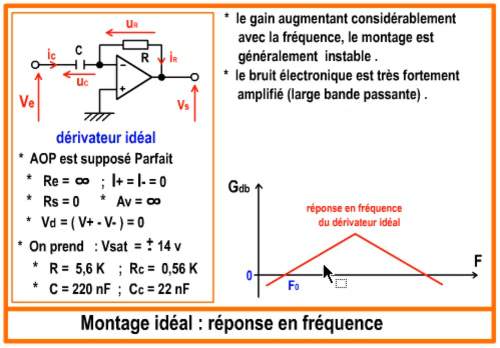 uR
iC
C
R
iR
uC
Ve
Vs
dérivateur idéal
* AOP est supposé Parfait
* Re = ∞ ; I+ = I- = 0
* Rs = 0 * Av = ∞
* Vd = ( V+ - V- ) = 0
* On prend : Vsat = ± 14 v
* R = 5,6 K ; Rc = 0,56 K
* C = 220 nF ; Cc = 22 nF
* le gain augmentant considérablement
avec la fréquence, le montage est
généralement instable .
* le bruit électronique est très fortement
amplifié (large bande passante) .
Gdb
réponse en fréquence
du dérivateur idéal
F
0
F0
Montage idéal : réponse en fréquence